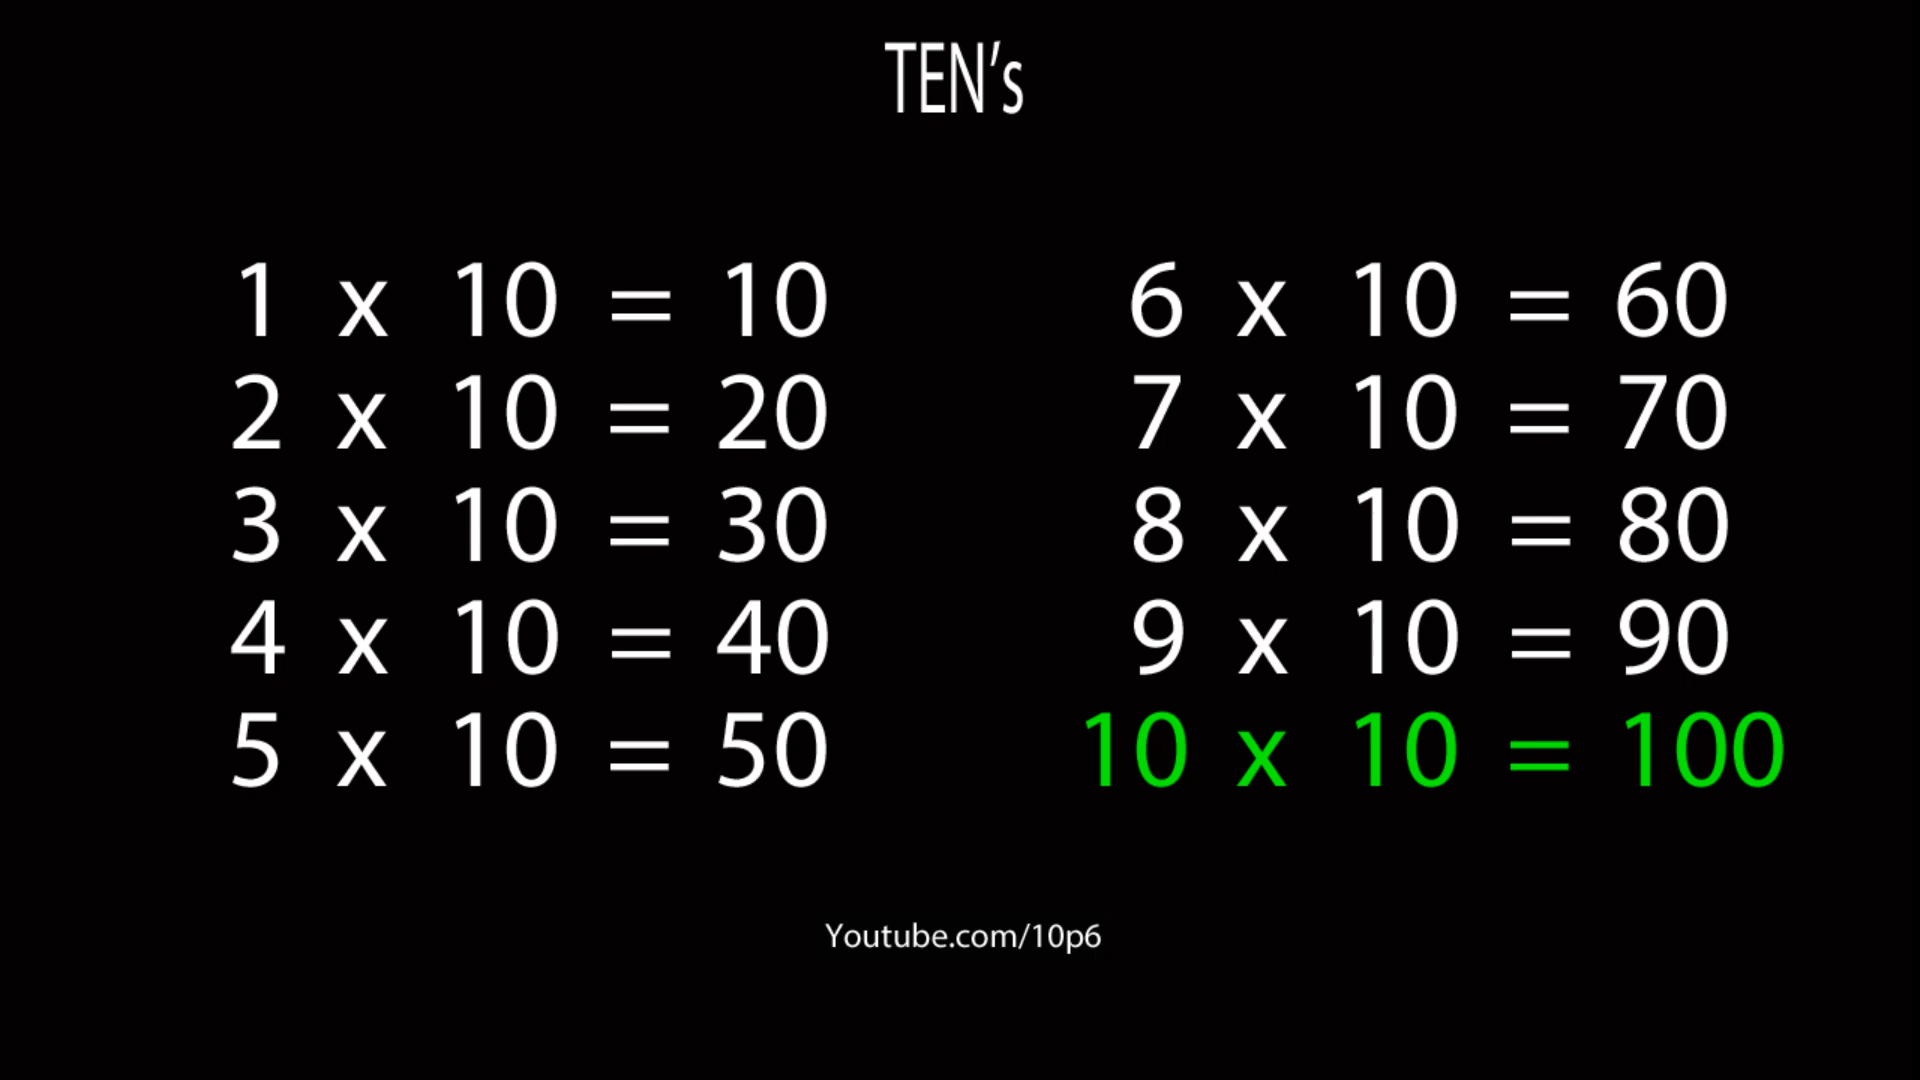 TEN's
1 x 10 = 10
2 x 10 = 20
3 x 10 = 30
4 x 10 = 40
5 x 10 = 50
6 x 10 = 60
7 x 10 = 70
8 x 10 = 80
9 x 10 = 90
10 x 10 = 100
Youtube.com/10p6